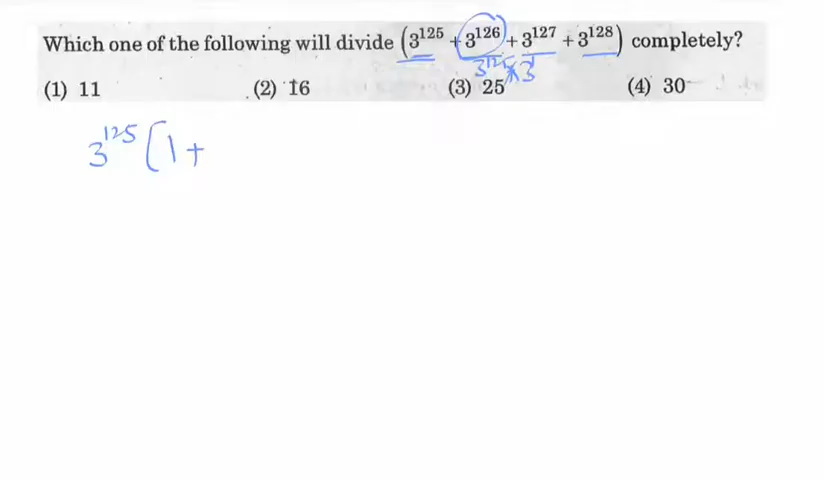 Which one of the following will divide (3¹²⁵ + 3¹²⁶ + 3¹²⁷ + 3¹²⁸) completely?
3¹²⁵ × 3¹
(1) 11 (2) 16 (3) 25 (4) 30
3¹²⁵ (1 +